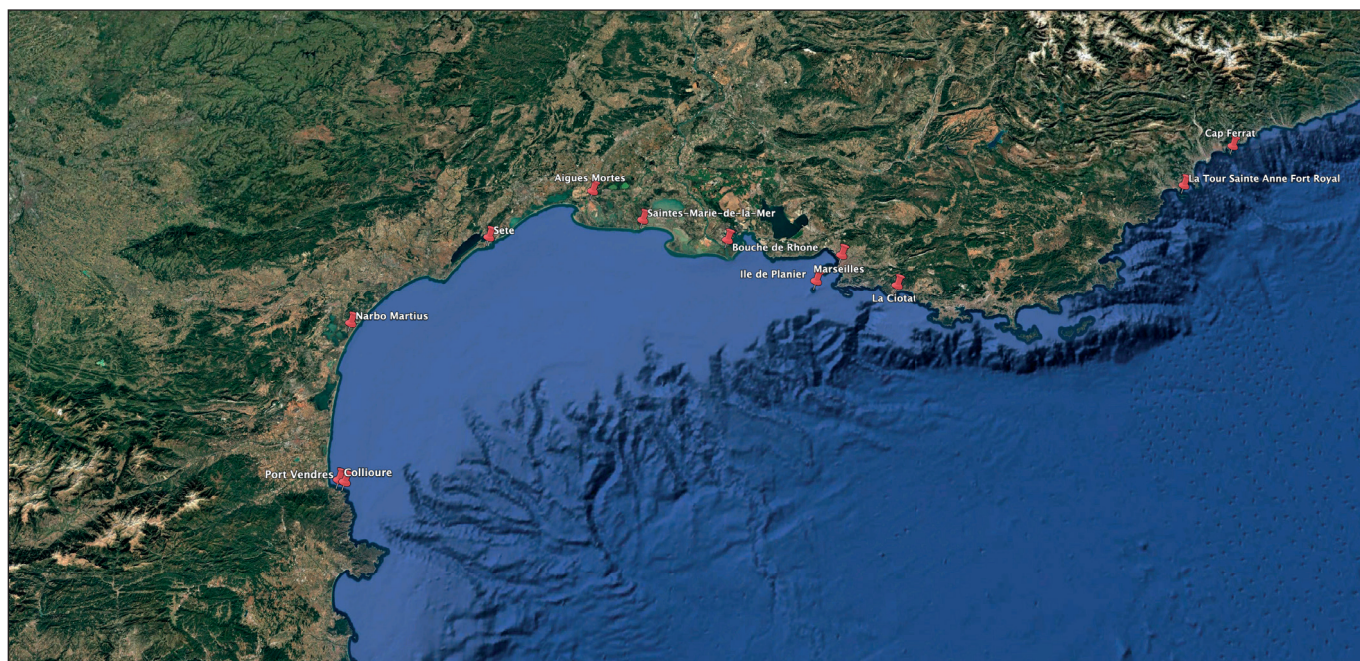 Cap Ferrat
Aigues Mortes
La Tour Sainte Anne Fort Royal
Saintes-Marie-de-la-Mer
Sete
Bouche de Rhone
Ile de Planier
Marseilles
La Ciotat
Narbo Martius
Port Vendres
Collioure